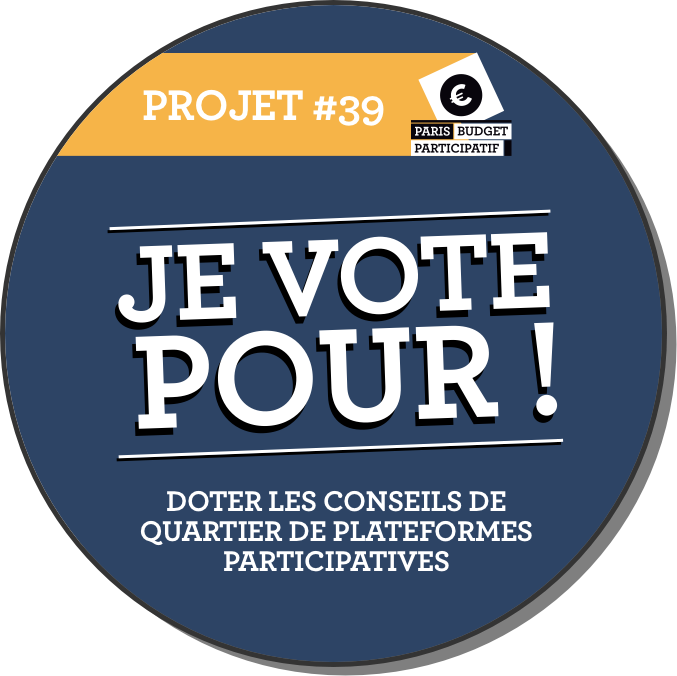 PROJET #39
€
PARIS BUDGET
PARTICIPATIF
JE VOTE
POUR !
DOTER LES CONSEILS DE
QUARTIER DE PLATEFORMES
PARTICIPATIVES